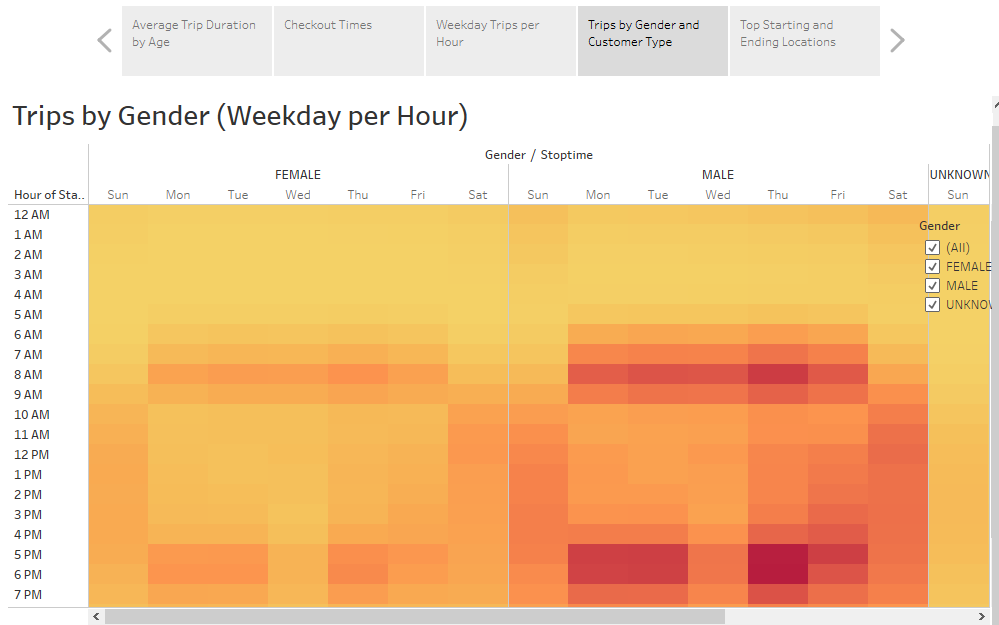 Average Trip Duration
by Age
Checkout Times
Weekday Trips per
Hour
Trips by Gender and
Customer Type
Top Starting and
Ending Locations
Trips by Gender (Weekday per Hour)
Gender / Stoptime
FEMALE MALE UNKNOWN
Hour of Sta.. Sun Mon Tue Wed Thu Fri Sat Sun Mon Tue Wed Thu Fri Sat Sun
12 AM
1 AM
2 AM
3 AM
4 AM
5 AM
6 AM
7 AM
8 AM
9 AM
10 AM
11 AM
12 PM
1 PM
2 PM
3 PM
4 PM
5 PM
6 PM
7 PM
Gender
(All)
FEMALE
MALE
UNKNOW